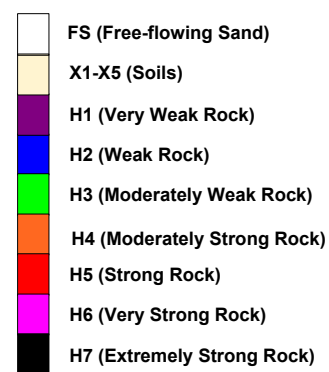 FS (Free-flowing Sand)
X1-X5 (Soils)
H1 (Very Weak Rock)
H2 (Weak Rock)
H3 (Moderately Weak Rock)
H4 (Moderately Strong Rock)
H5 (Strong Rock)
H6 (Very Strong Rock)
H7 (Extremely Strong Rock)